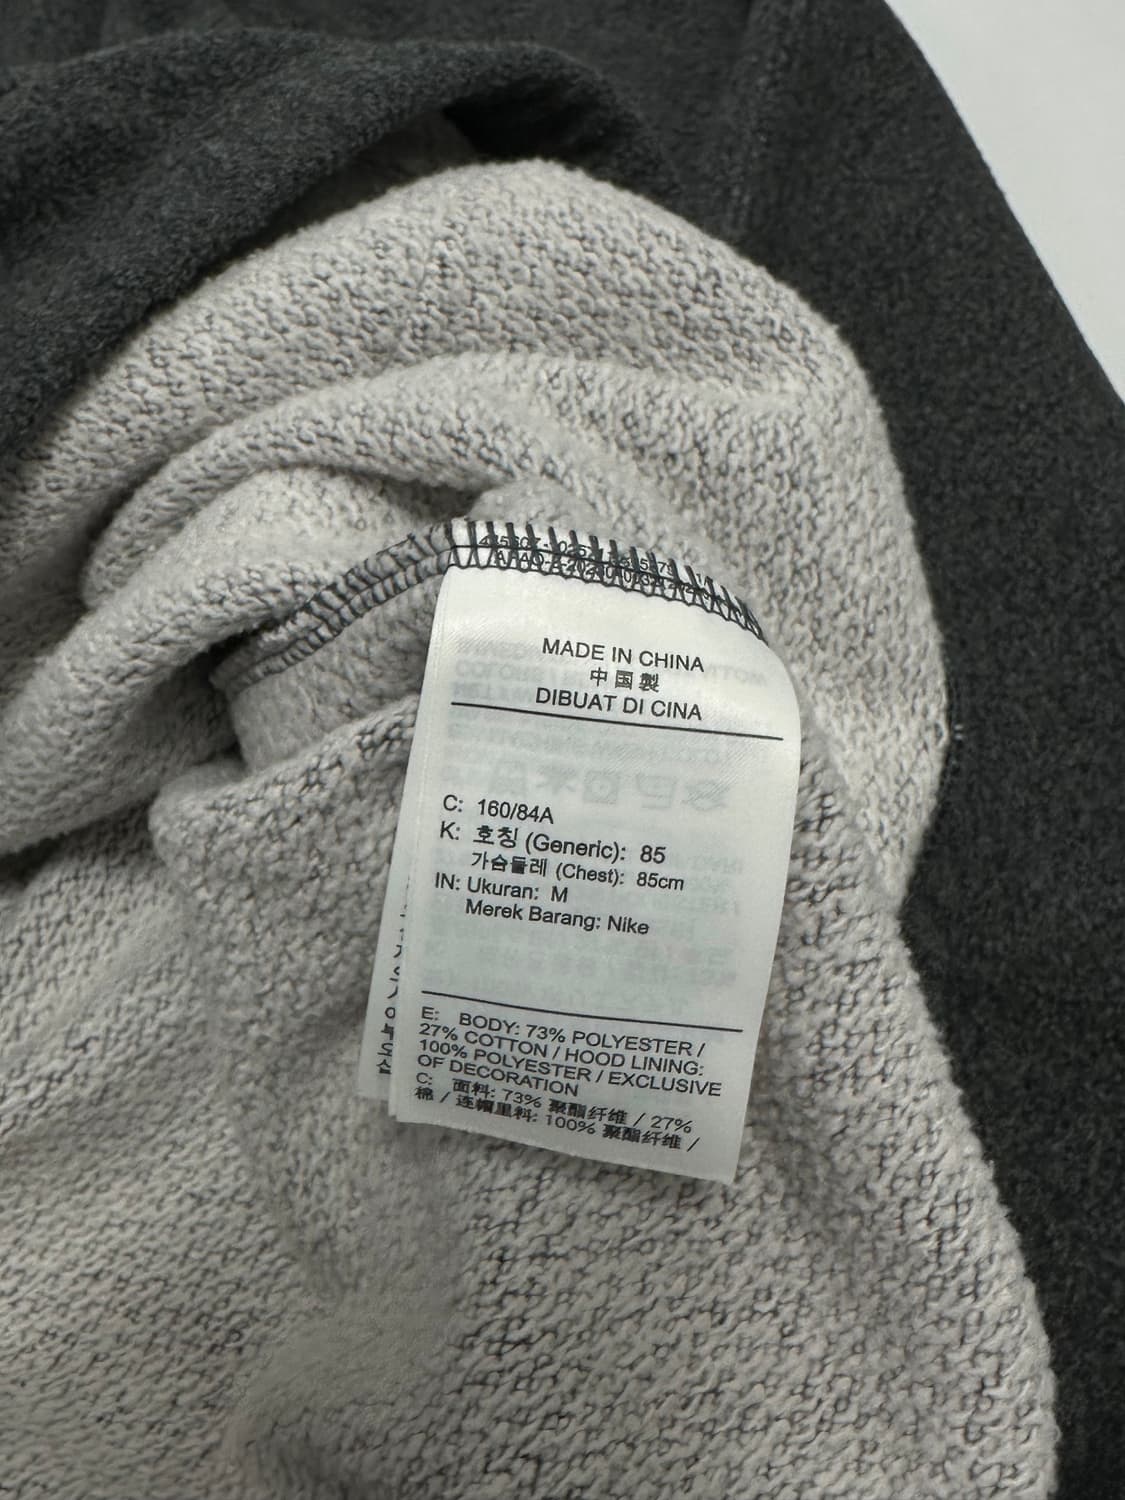 MADE IN CHINA
中国製
DIBUAT DI CINA
C: 160/84A
K: 호칭 (Generic): 85
가슴둘레 (Chest): 85cm
IN: Ukuran: M
Merek Barang: Nike
E: BODY: 73% POLYESTER /
27% COTTON / HOOD LINING:
100% POLYESTER / EXCLUSIVE
OF DECORATION
C: 面料: 73% 聚酯纤维 / 27%
棉 / 连帽里料: 100% 聚酯纤维 /